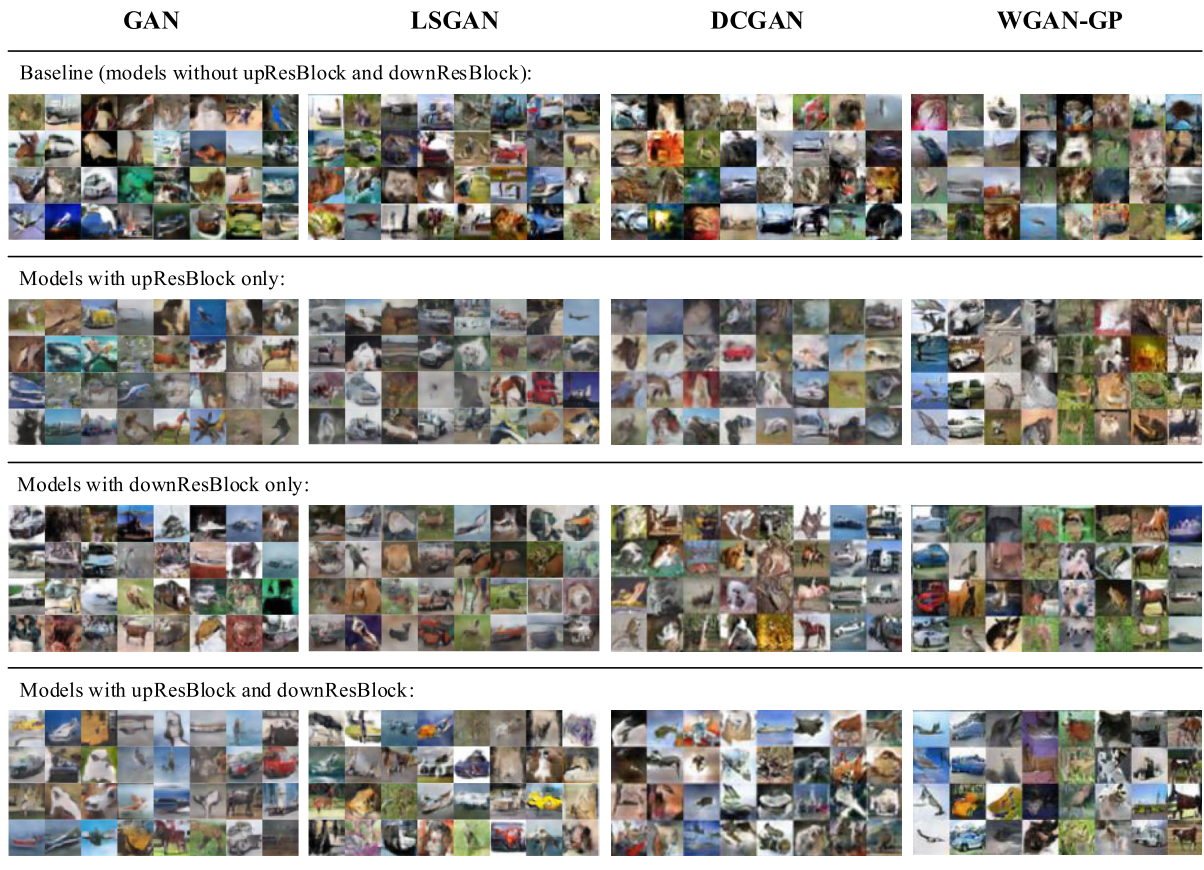 GAN LSGAN DCGAN WGAN-GP
Baseline (models without upResBlock and downResBlock):
Models with upResBlock only:
Models with downResBlock only:
Models with upResBlock and downResBlock: